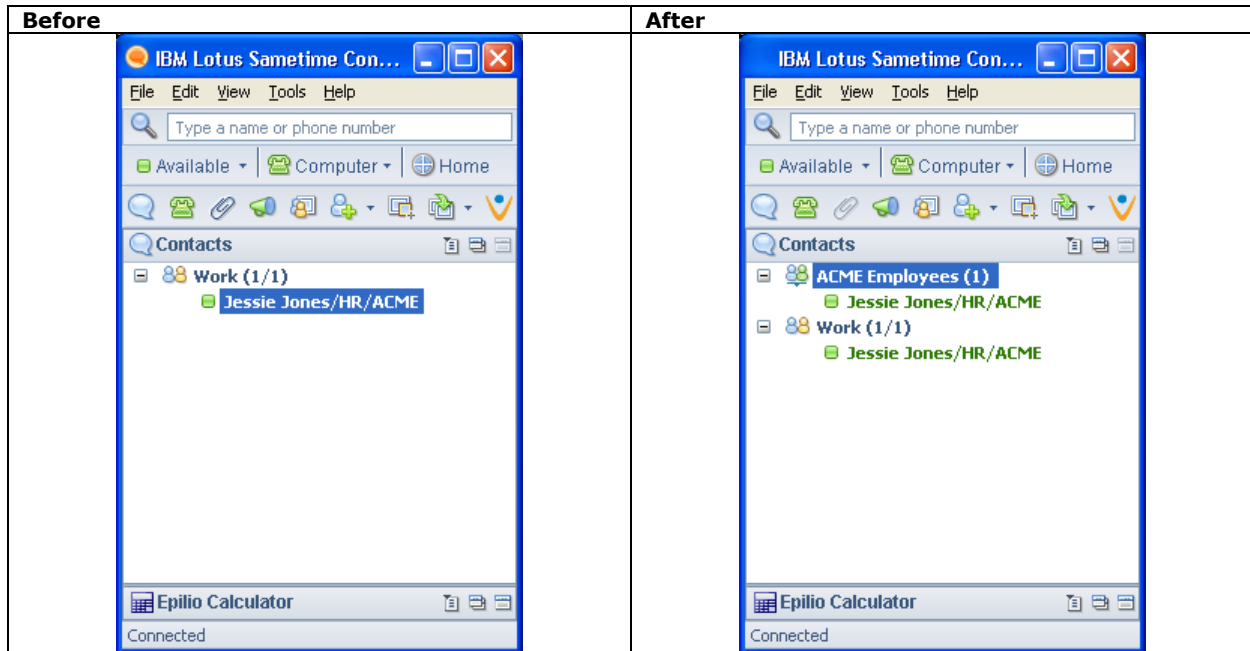 Before
IBM Lotus Sametime Con...
File Edit View Tools Help
Type a name or phone number
Available Computer Home
Contacts
Work (1/1)
Jessie Jones/HR/ACME
Epilio Calculator
Connected
After
IBM Lotus Sametime Con...
File Edit View Tools Help
Type a name or phone number
Available Computer Home
Contacts
ACME Employees (1)
Jessie Jones/HR/ACME
Work (1/1)
Jessie Jones/HR/ACME
Epilio Calculator
Connected